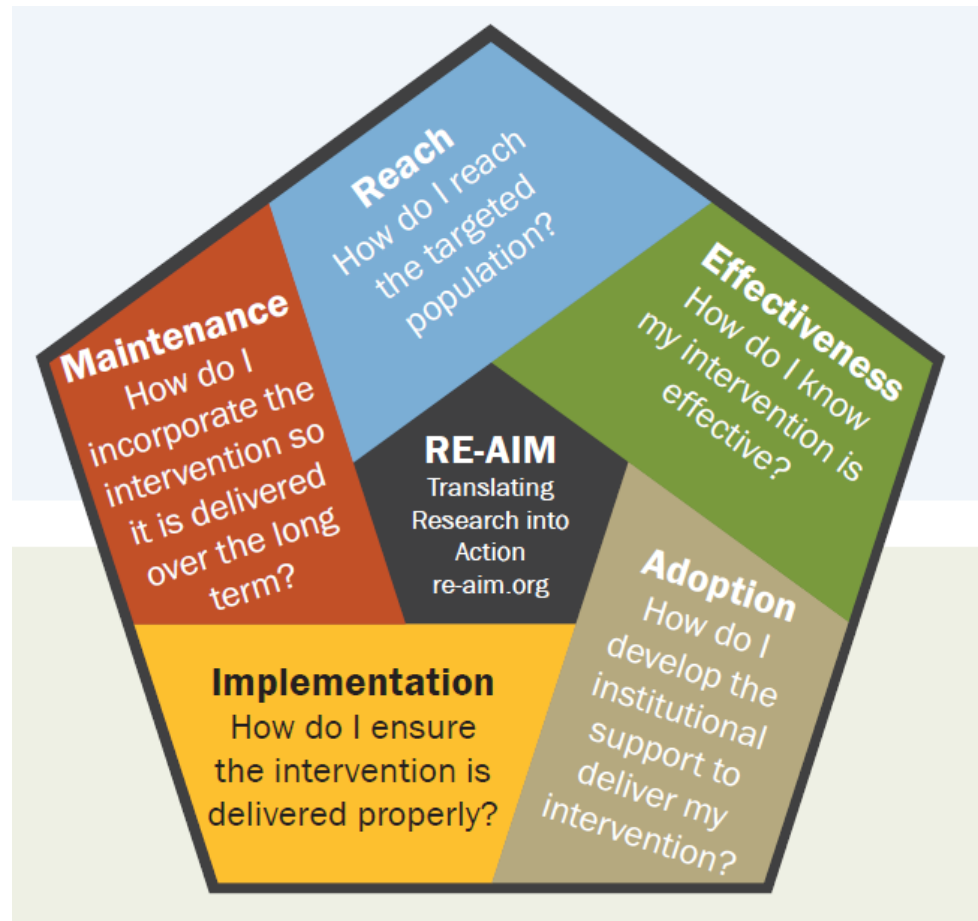 Reach
How do I reach
the targeted
population?
Effectiveness
How do I know
my intervention is
effective?
Maintenance
How do I
incorporate the
intervention so
it is delivered
over the long
term?
RE-AIM
Translating
Research into
Action
re-aim.org
Adoption
How do I
develop the
institutional
support to
deliver my
intervention?
Implementation
How do I ensure
the intervention is
delivered properly?